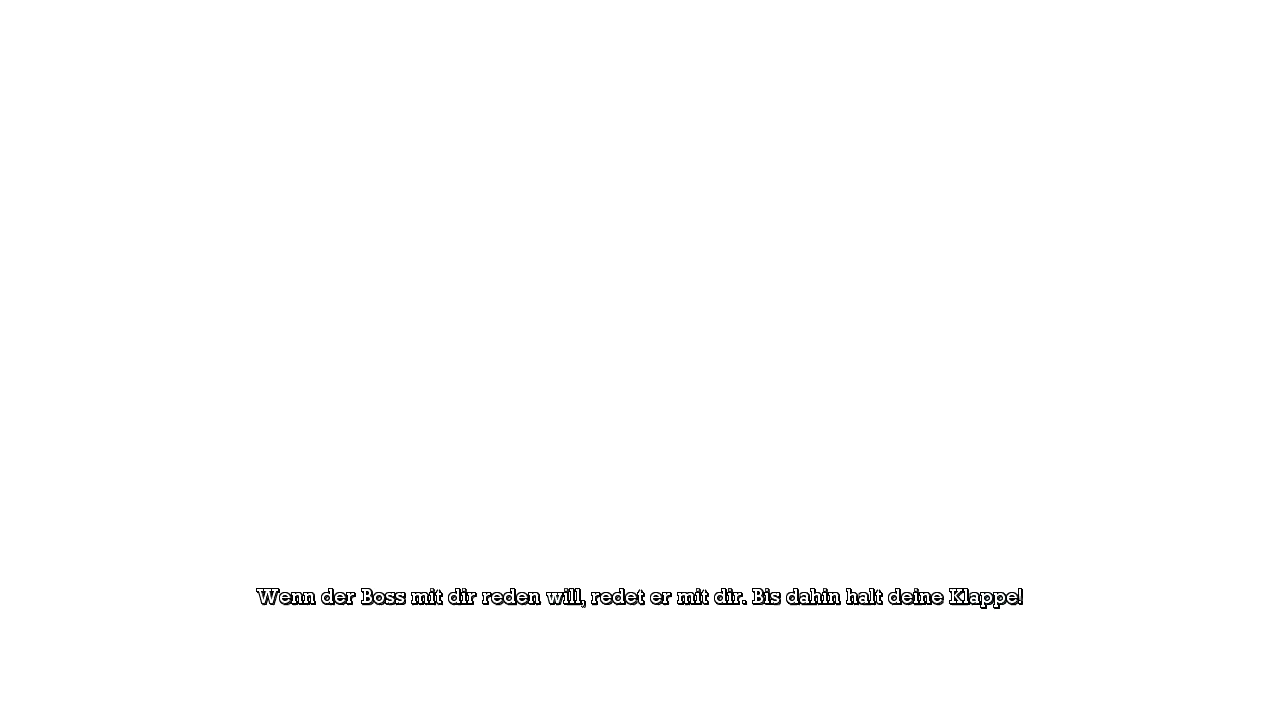 Wenn der Boss mit dir reden will, redet er mit dir. Bis dahin halt deine Klappe!